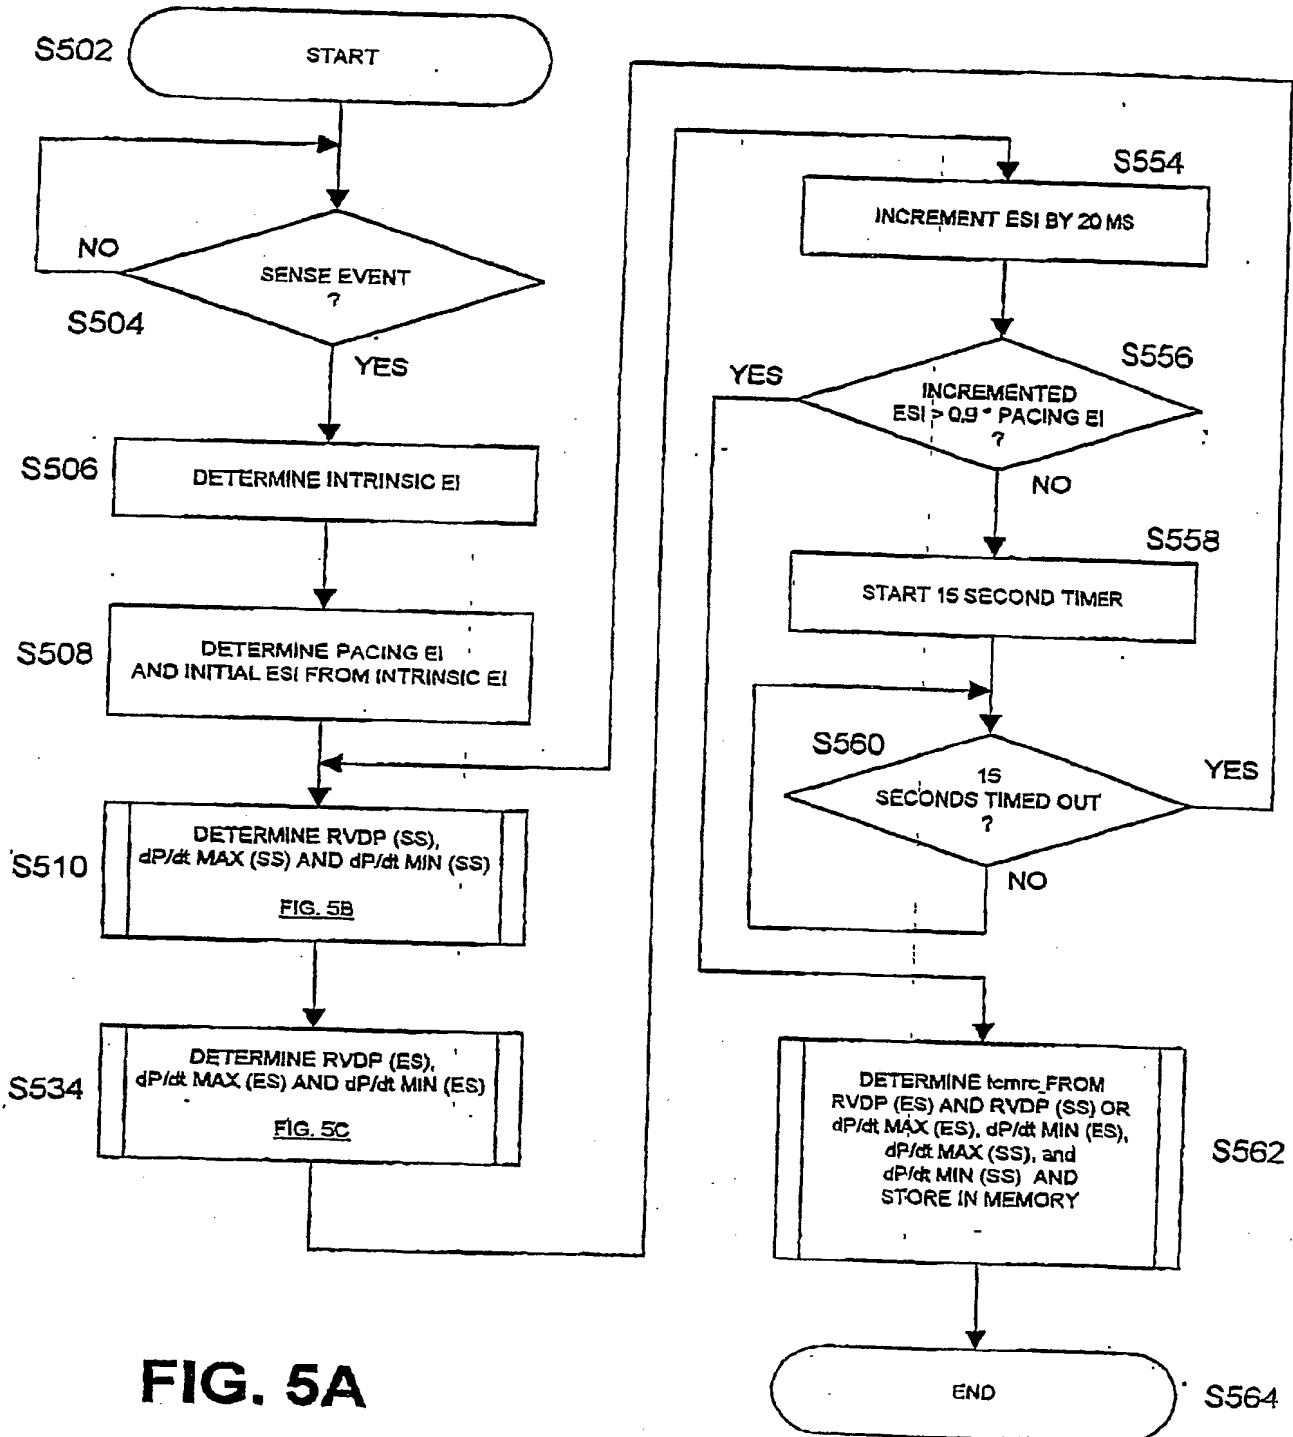 S502
START
NO
SENSE EVENT
?
S504
YES
S506
DETERMINE INTRINSIC EI
S508
DETERMINE PACING EI
AND INITIAL ESI FROM INTRINSIC EI
S510
DETERMINE RVDP (SS),
dP/dt MAX (SS) AND dP/dt MIN (SS)
FIG. 5B
S534
DETERMINE RVDP (ES),
dP/dt MAX (ES) AND dP/dt MIN (ES)
FIG. 5C
S554
INCREMENT ESI BY 20 MS
S556
YES
INCREMENTED
ESI > 0.9 * PACING EI
?
NO
S558
START 15 SECOND TIMER
S560
15
SECONDS TIMED OUT
?
YES
NO
DETERMINE tcmrc_FROM
RVDP (ES) AND RVDP (SS) OR
dP/dt MAX (ES), dP/dt MIN (ES),
dP/dt MAX (SS), and
dP/dt MIN (SS) AND
STORE IN MEMORY
S562
END
S564
FIG. 5A